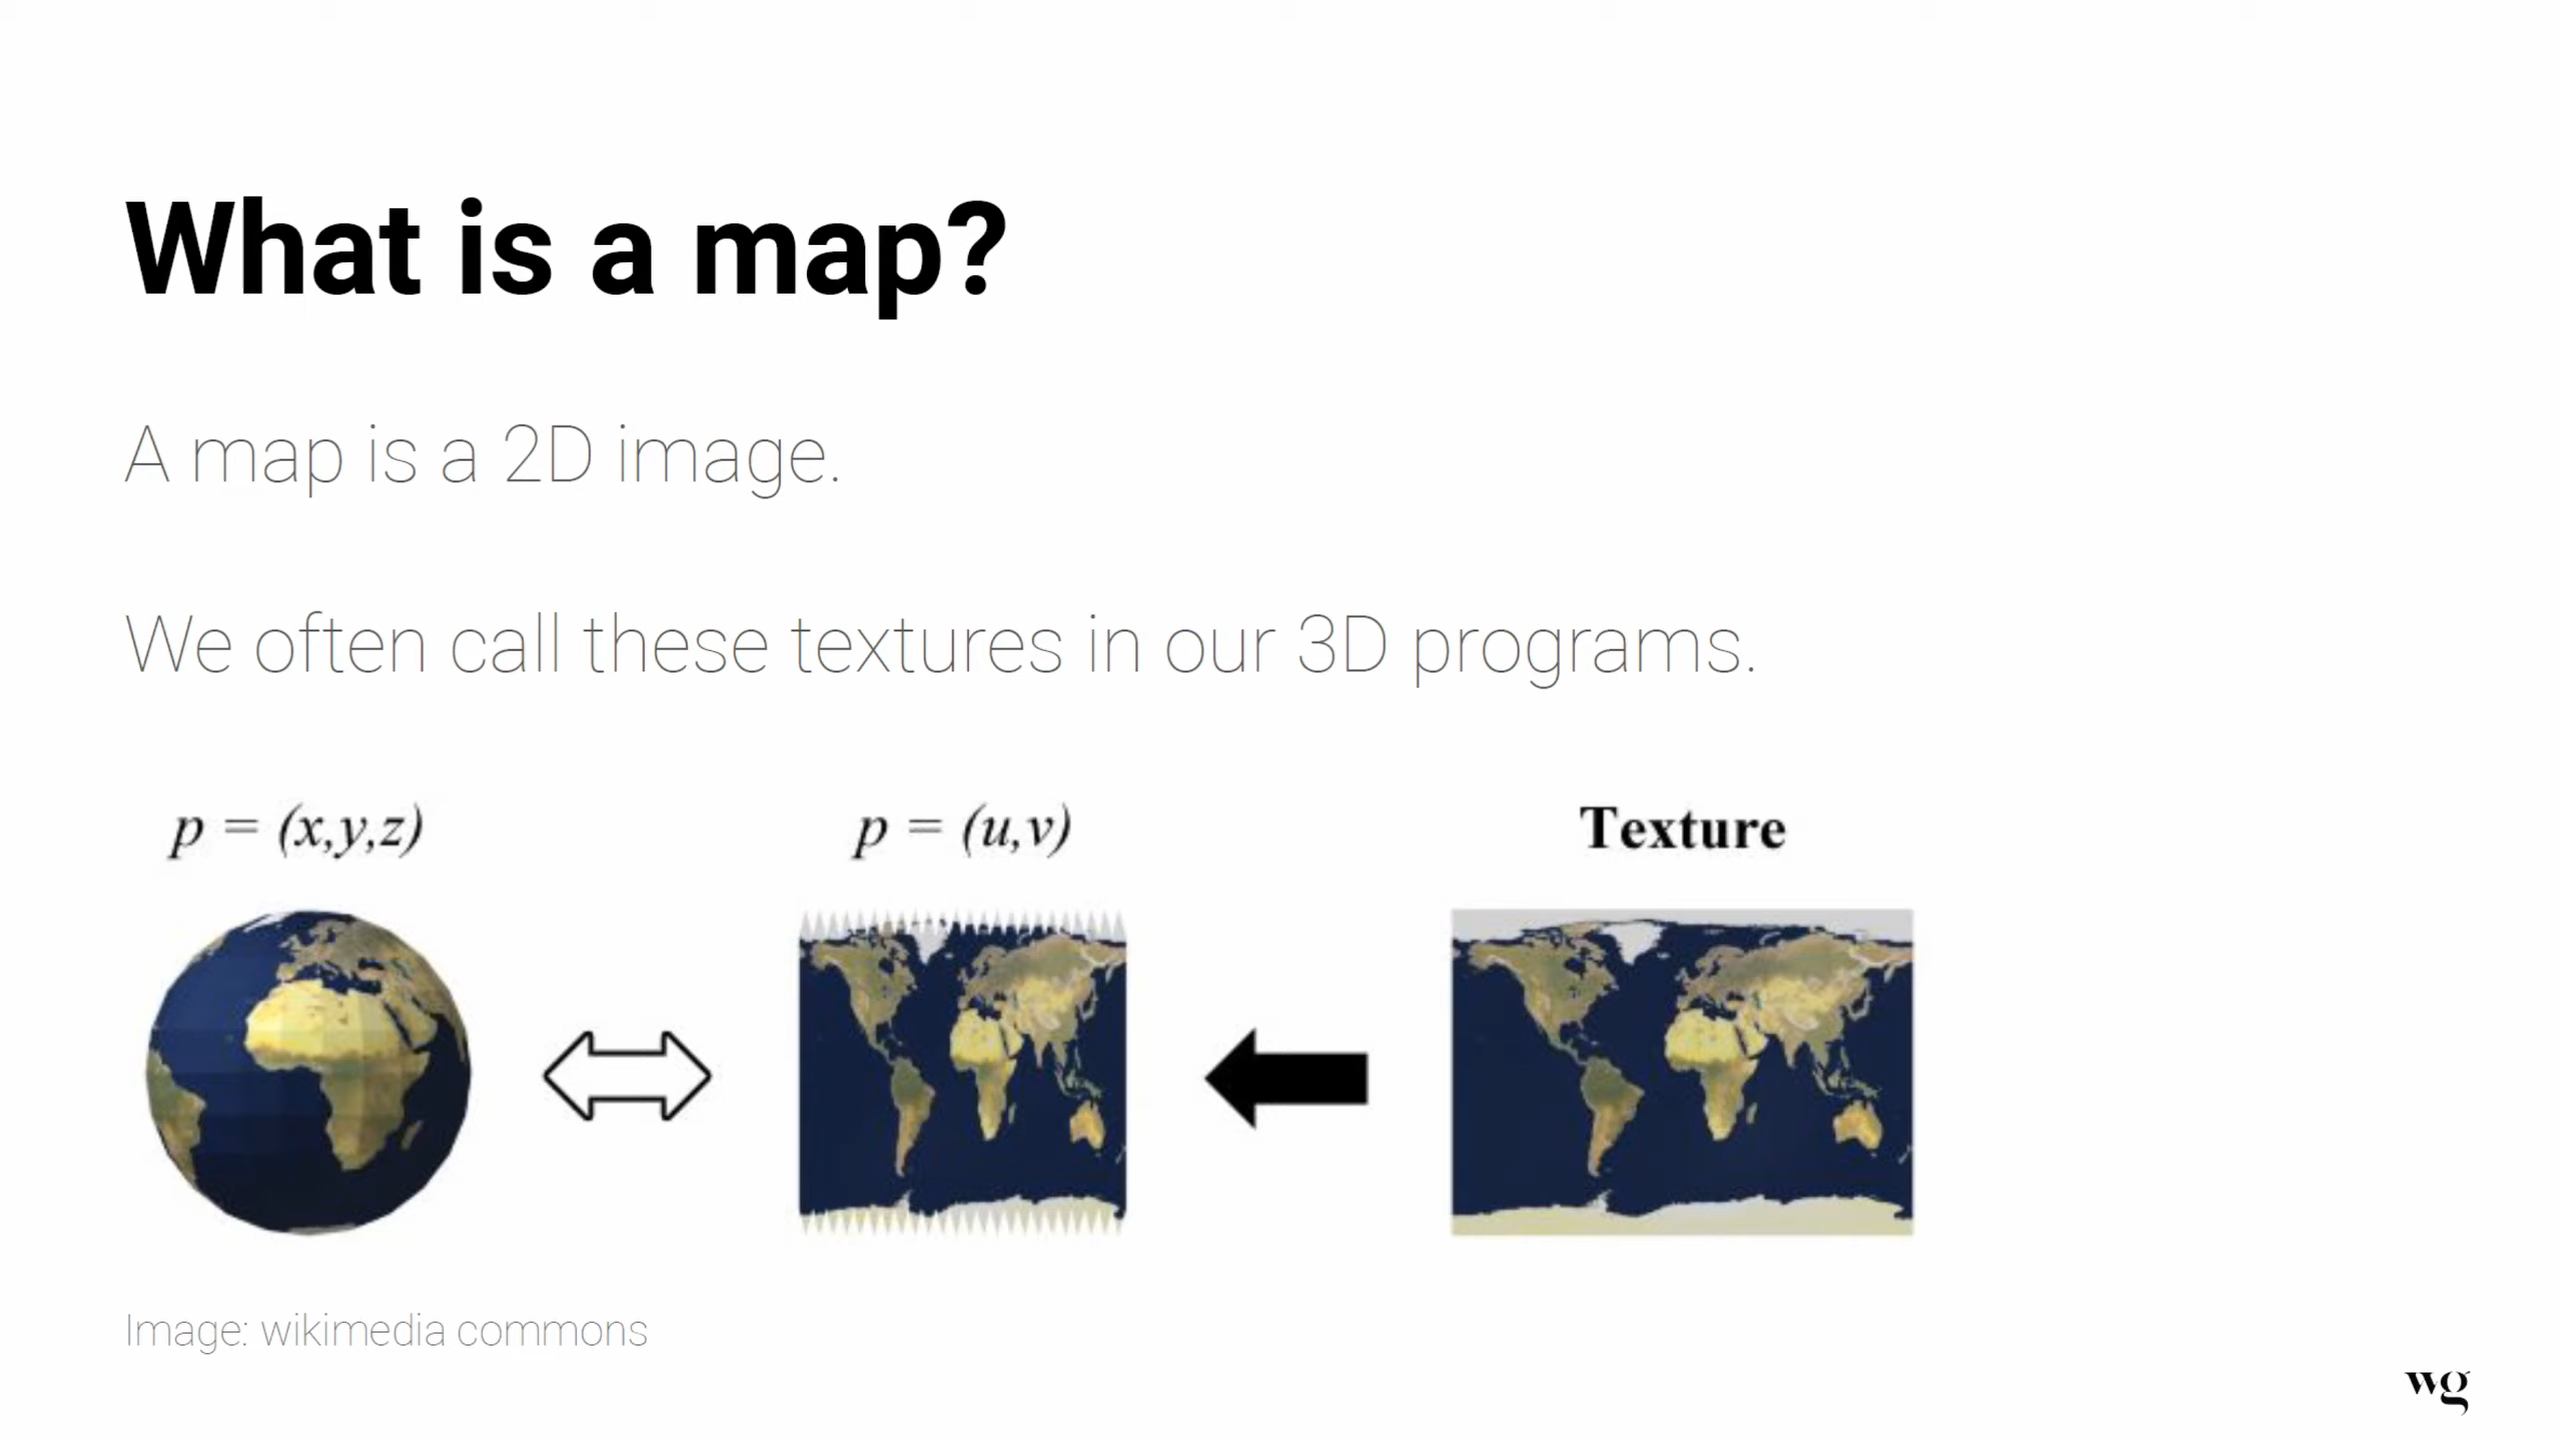 What is a map?
A map is a 2D image.
We often call these textures in our 3D programs.
p = (x,y,z)
p = (u,v)
Texture
Image: wikimedia commons
wg